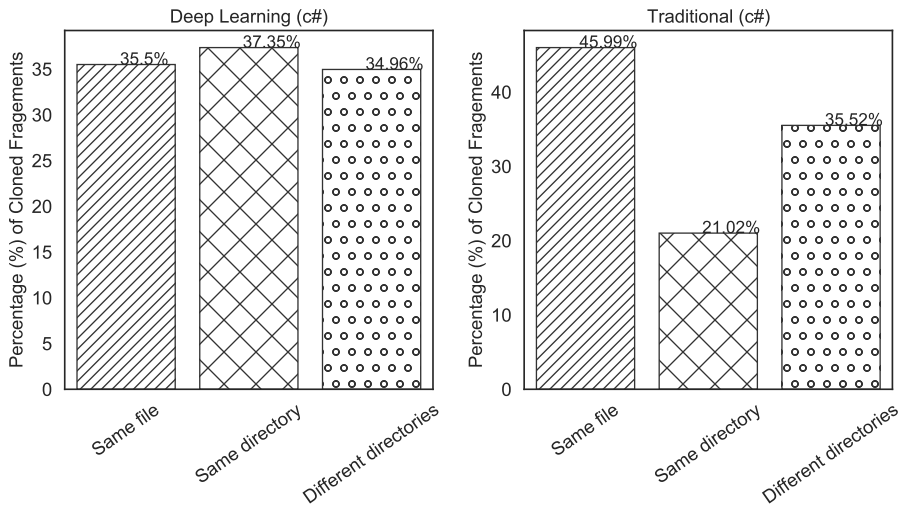 Deep Learning (c#)
Percentage (%) of Cloned Fragements
35
30
25
20
15
10
5
0
35.5%
37.35%
34.96%
Same file
Same directory
Different directories
Traditional (c#)
Percentage (%) of Cloned Fragements
40
30
20
10
0
45.99%
21.02%
35.52%
Same file
Same directory
Different directories